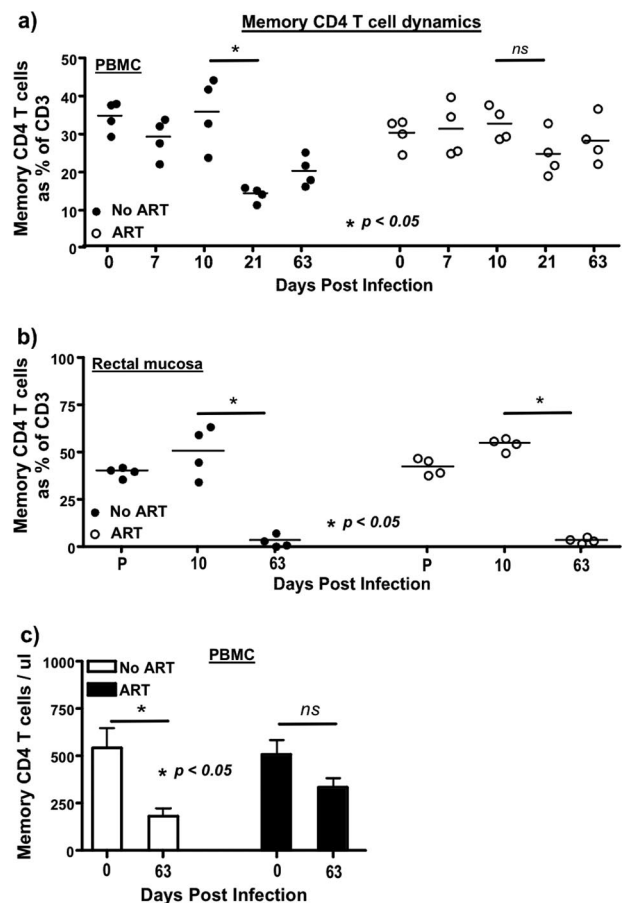 a)
Memory CD4 T cell dynamics
PBMC
*
ns
Memory CD4 T cells
as % of CD3
50
40
30
20
10
0
No ART
ART
* p < 0.05
0 7 10 21 63 0 7 10 21 63
Days Post Infection
b)
Rectal mucosa
*
*
Memory CD4 T cells
as % of CD3
100
75
50
25
0
No ART
ART
* p < 0.05
P 10 63 P 10 63
Days Post Infection
c)
PBMC
No ART
ART
*
ns
* p < 0.05
Memory CD4 T cells / ul
1000
750
500
250
0
0 63 0 63
Days Post Infection